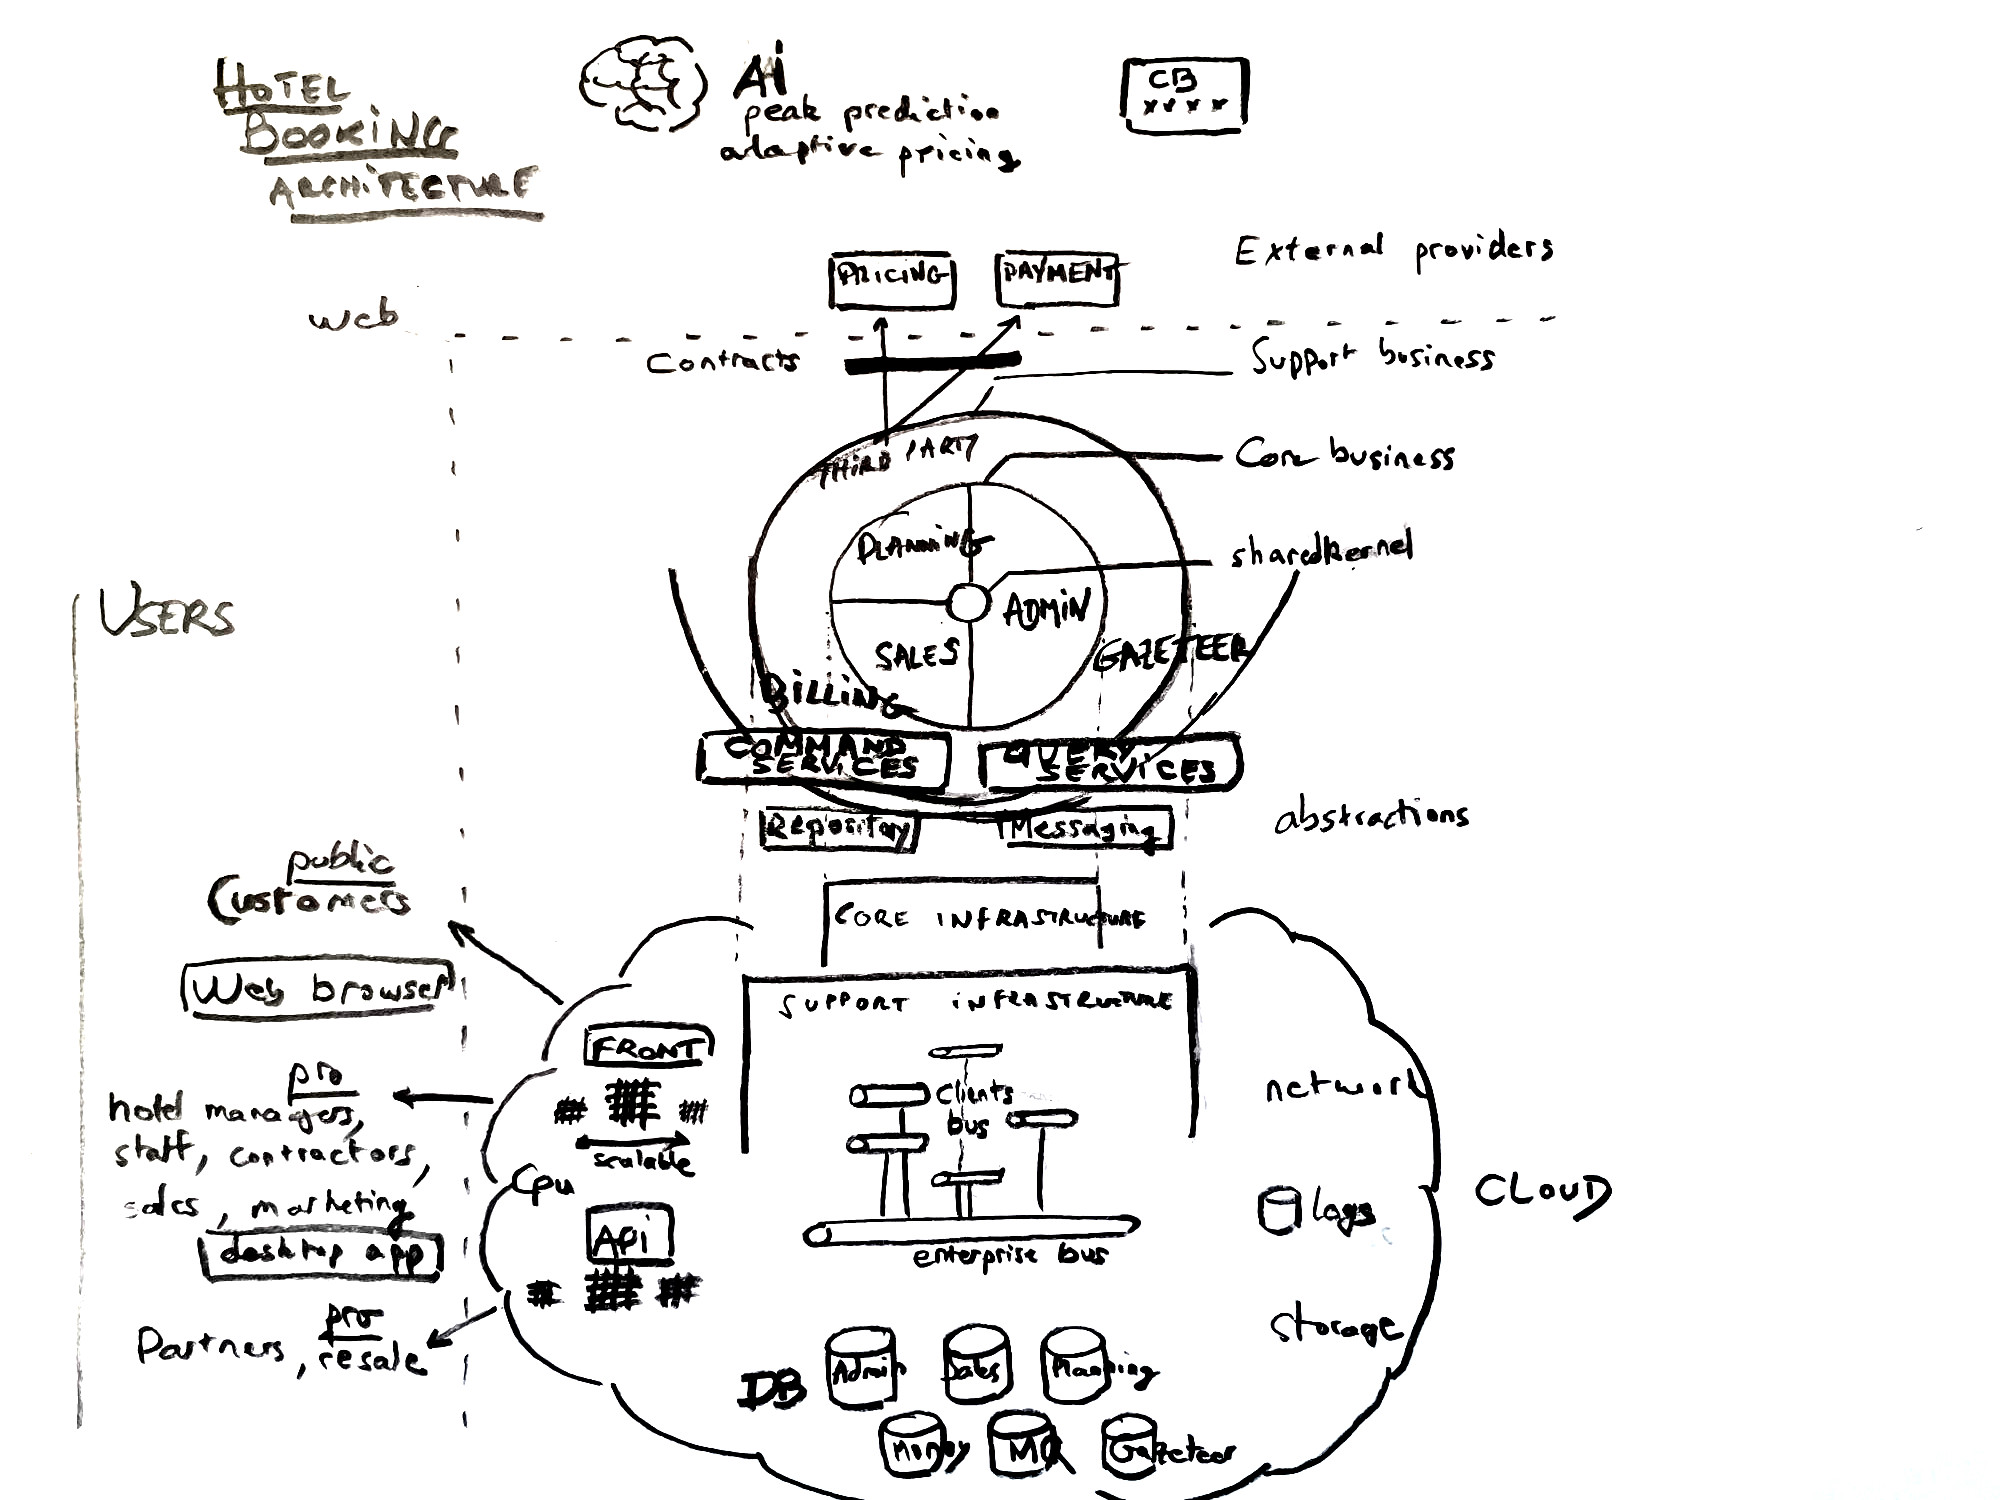 HOTEL
BOOKING
ARCHITECTURE
Ai
peak prediction
adaptive pricing
CB
****
PRICING
PAYMENT
External providers
web
Contracts
Support business
THIRD PARTY
Core business
PLANNING
sharedkernel
ADMIN
USERS
SALES
GAZETEER
BILLING
COMMAND
SERVICES
QUERY
SERVICES
Repository
Messaging
abstractions
public
Customers
CORE INFRASTRUCTURE
Web browser
SUPPORT INFRASTRUCTURE
FRONT
pro
hotel managers,
staff, contractors,
sales, marketing
desktop app
scalable
Cpu
Clients
bus
network
Api
enterprise bus
logs
CLOUD
pro
Partners, resale
storage
DB
Admin
Sales
Planning
Money
MQ
Gazeteer